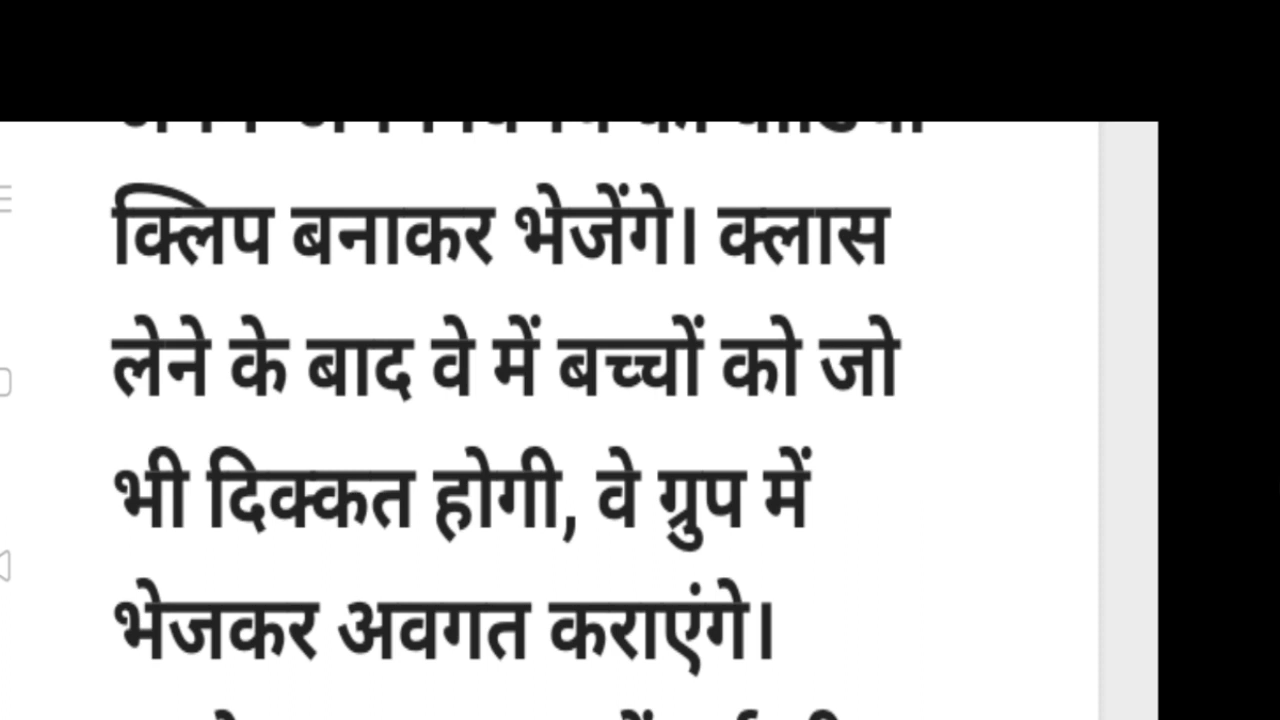 क्लिप बनाकर भेजेंगे। क्लास
लेने के बाद वे में बच्चों को जो
भी दिक्कत होगी, वे ग्रुप में
भेजकर अवगत कराएंगे।